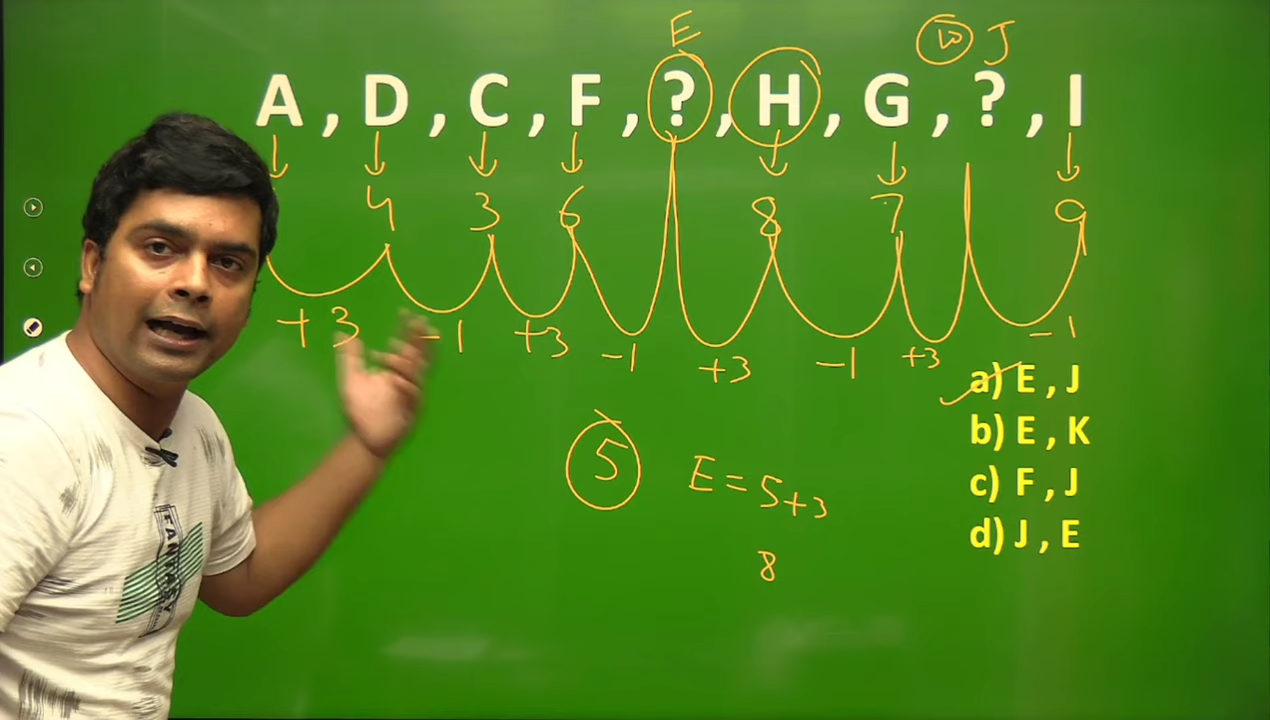 E
10 J
A , D , C , F , ? , H , G , ? , I
4 3 6 8 7 9
+3 -1 +3 -1 +3 -1 +3 -1
a) E , J
b) E , K
c) F , J
d) J , E
5
E = 5+3
8
FANTASY